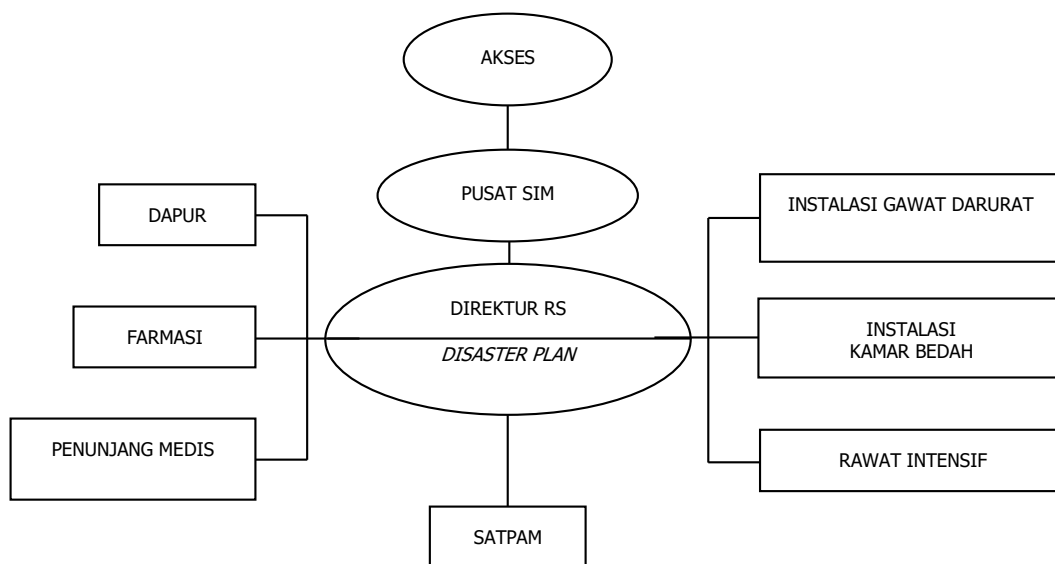 AKSES
PUSAT SIM
DAPUR
INSTALASI GAWAT DARURAT
DIREKTUR RS
FARMASI
INSTALASI
KAMAR BEDAH
DISASTER PLAN
PENUNJANG MEDIS
RAWAT INTENSIF
SATPAM